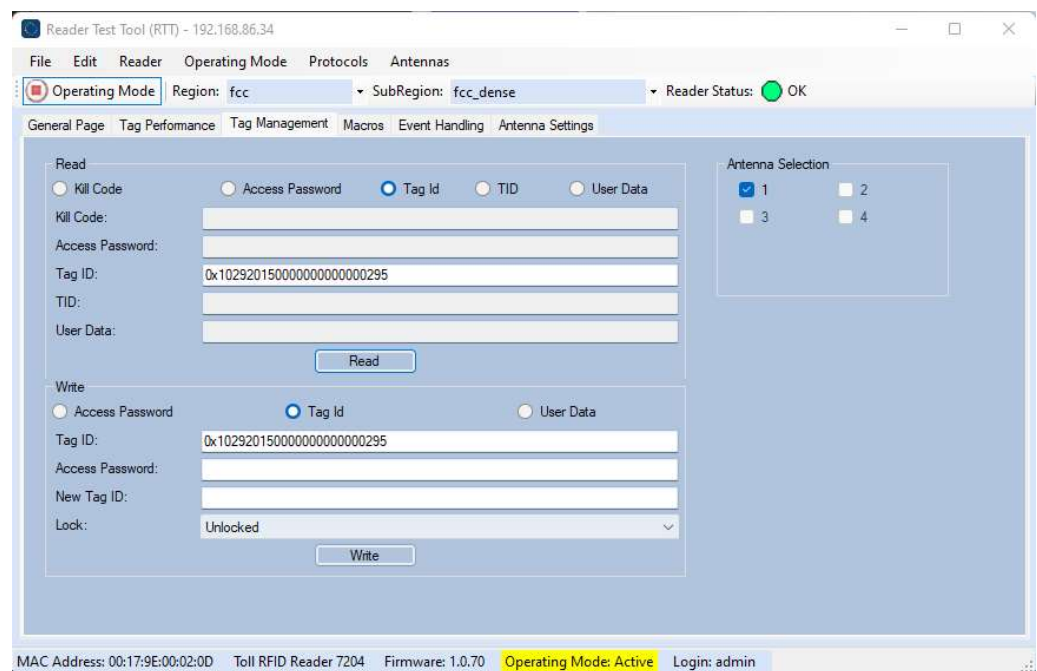 Reader Test Tool (RTT) - 192.168.86.34
File Edit Reader Operating Mode Protocols Antennas
Operating Mode Region: fcc SubRegion: fcc_dense Reader Status: OK
General Page Tag Performance Tag Management Macros Event Handling Antenna Settings
Read
Kill Code Access Password Tag Id TID User Data
Kill Code:
Access Password:
Tag ID: 0x102920150000000000000295
TID:
User Data:
Read
Antenna Selection
1 2
3 4
Write
Access Password Tag Id User Data
Tag ID: 0x102920150000000000000295
Access Password:
New Tag ID:
Lock: Unlocked
Write
MAC Address: 00:17:9E:00:02:0D Toll RFID Reader 7204 Firmware: 1.0.70 Operating Mode: Active Login: admin